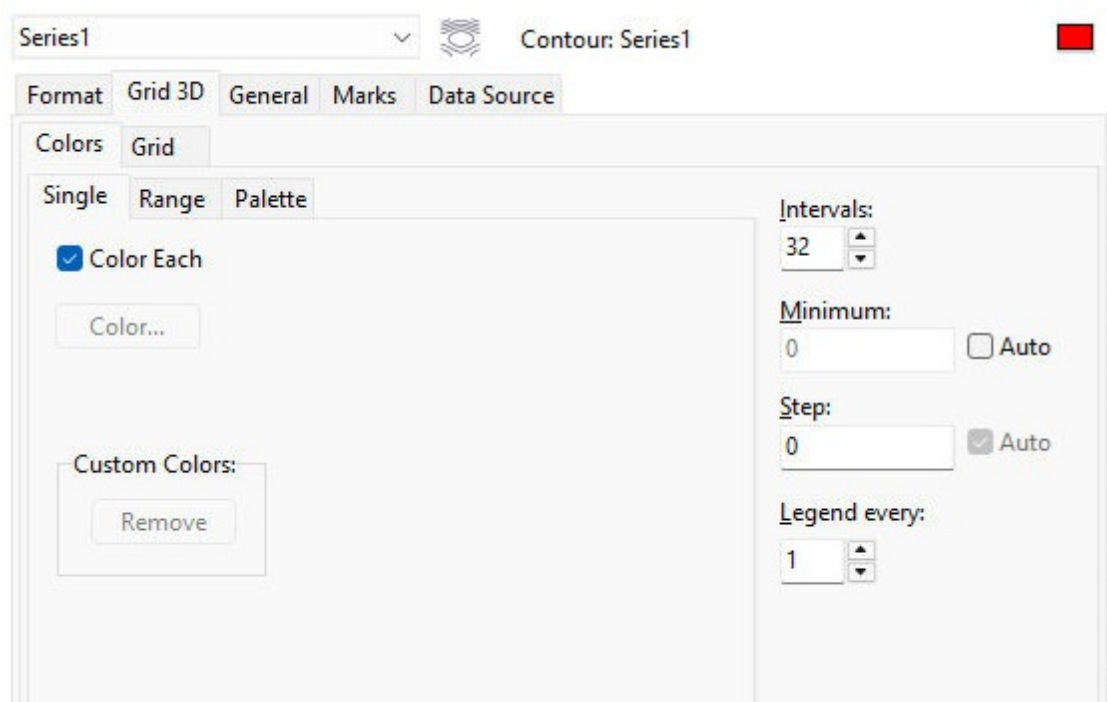 Series1 Contour: Series1
Format Grid 3D General Marks Data Source
Colors Grid
Single Range Palette
Intervals:
Color Each
32
Color...
Minimum:
0 Auto
Step:
0 Auto
Custom Colors:
Remove
Legend every:
1